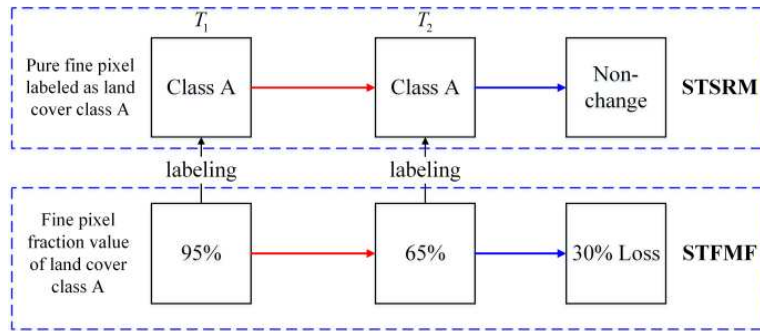 T1 T2
Pure fine pixel
labeled as land
cover class A
Class A
Class A
Non-
change
STSRM
labeling
labeling
Fine pixel
fraction value
of land cover
class A
95%
65%
30% Loss
STFMF